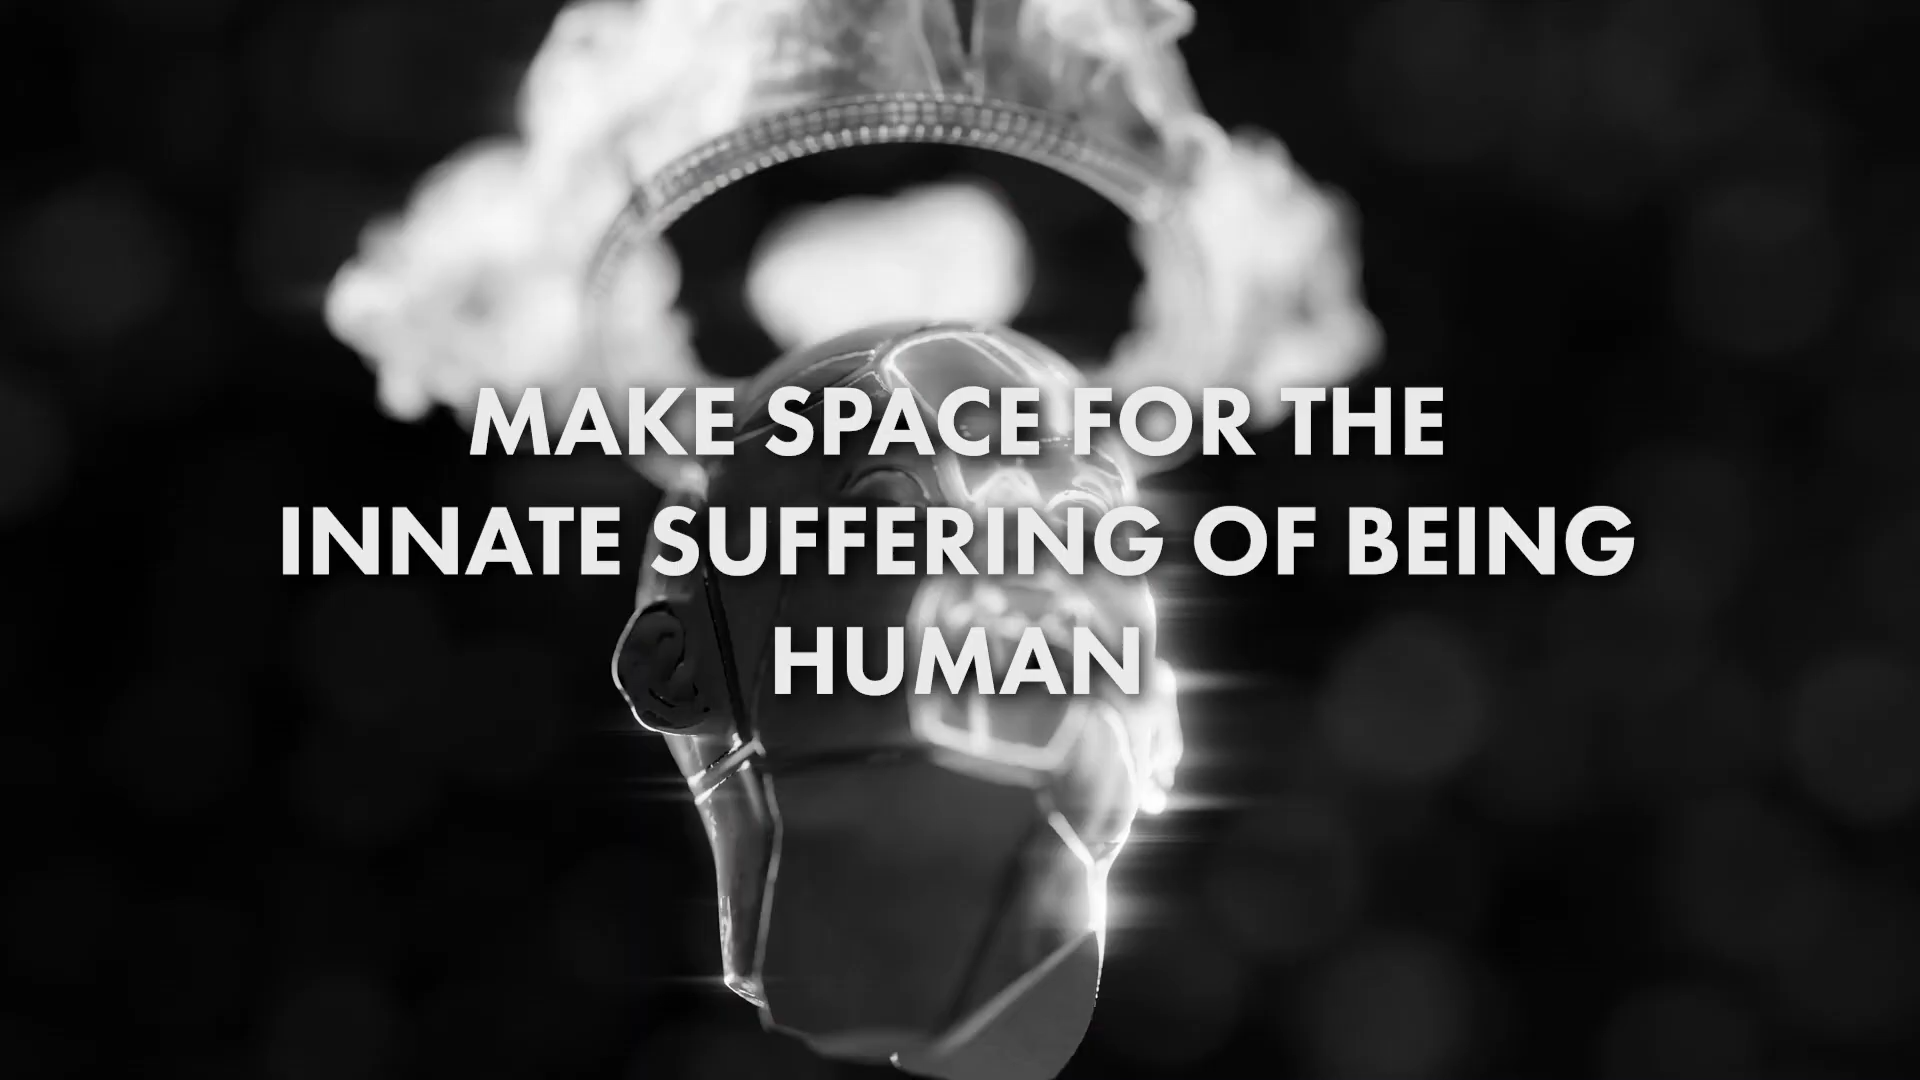 MAKE SPACE FOR THE
INNATE SUFFERING OF BEING
HUMAN